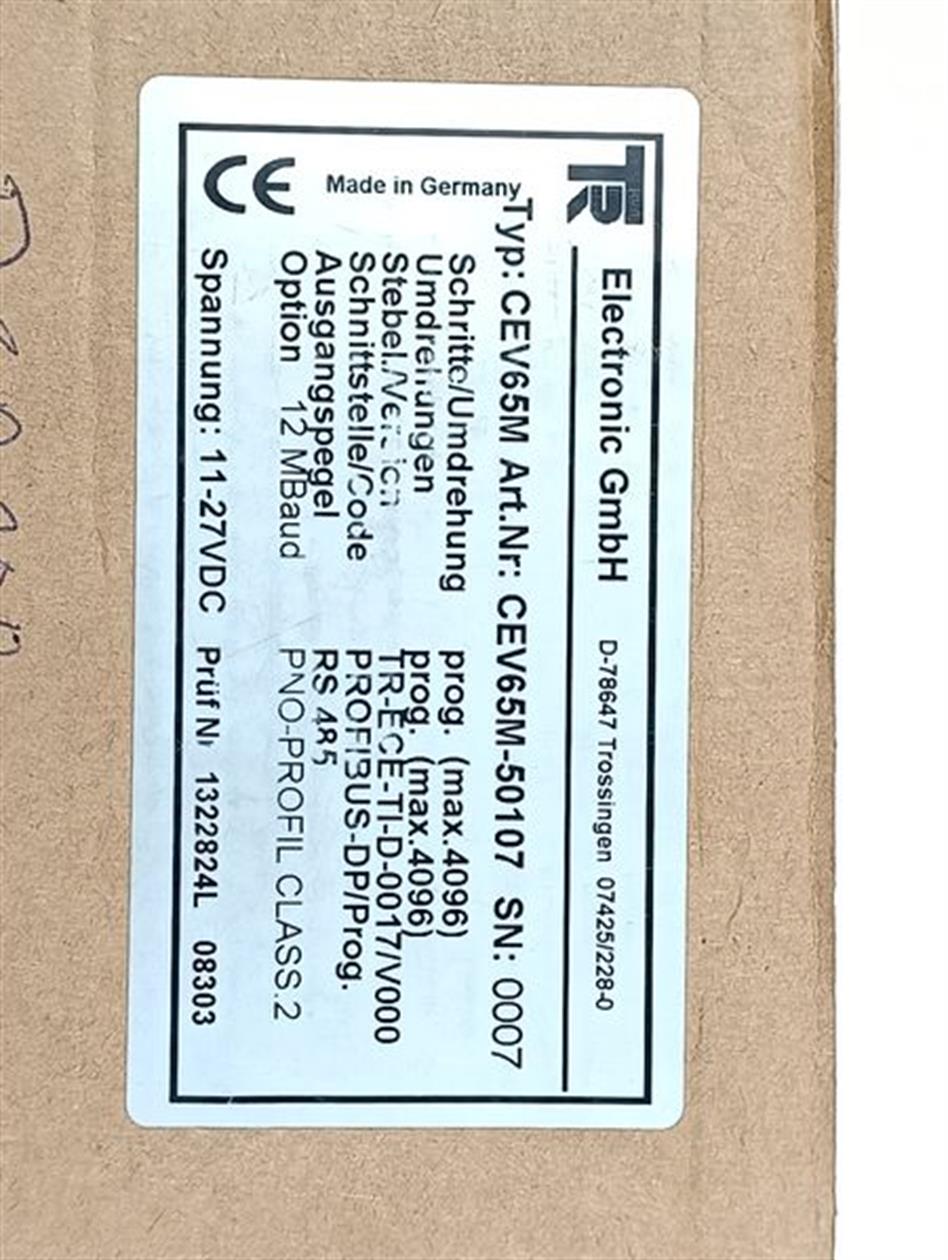 TR Electronic GmbH D-78647 Trossingen 07425/228-0
Typ: CEV65M Art.Nr: CEV65M-50107 SN: 0007
Schritte/Umdrehung prog. (max.4096)
Umdrehungen prog. (max.4096)
Stebel./Version TR-ECE-TI-D-0017/V000
Schnittstelle/Code PROFIBUS-DP/Prog.
Ausgangspegel RS 485
Option 12 MBaud PNO-PROFIL CLASS.2
CE Made in Germany
Spannung: 11-27VDC Prüf Nr 1322824L 08303